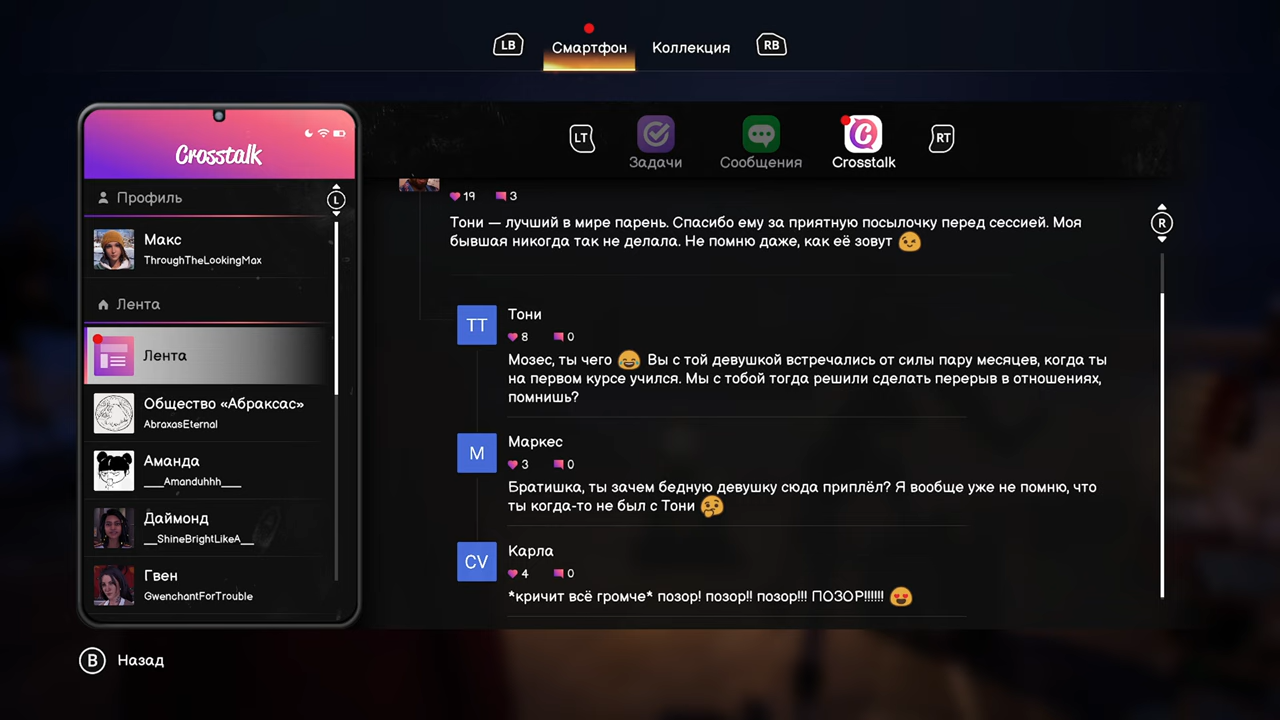 LB
Смартфон
Коллекция
RB
Crosstalk
Профиль
L
Макс
ThroughTheLookingMax
Лента
Лента
Общество «Абраксас»
AbraxasEternal
Аманда
___Amanduhhh___
Даймонд
__ShineBrightLikeA__
Гвен
GwenchantForTrouble
LT
Задачи
Сообщения
Crosstalk
RT
19 3
Тони — лучший в мире парень. Спасибо ему за приятную посылочку перед сессией. Моя
бывшая никогда так не делала. Не помню даже, как её зовут 😉
R
TT
Тони
8 0
Мозес, ты чего 😂 Вы с той девушкой встречались от силы пару месяцев, когда ты
на первом курсе учился. Мы с тобой тогда решили сделать перерыв в отношениях,
помнишь?
M
Маркес
3 0
Братишка, ты зачем бедную девушку сюда приплёл? Я вообще уже не помню, что
ты когда-то не был с Тони 🤔
CV
Карла
4 0
*кричит всё громче* позор! позор!! позор!!! ПОЗОР!!!!!! 😍
B Назад